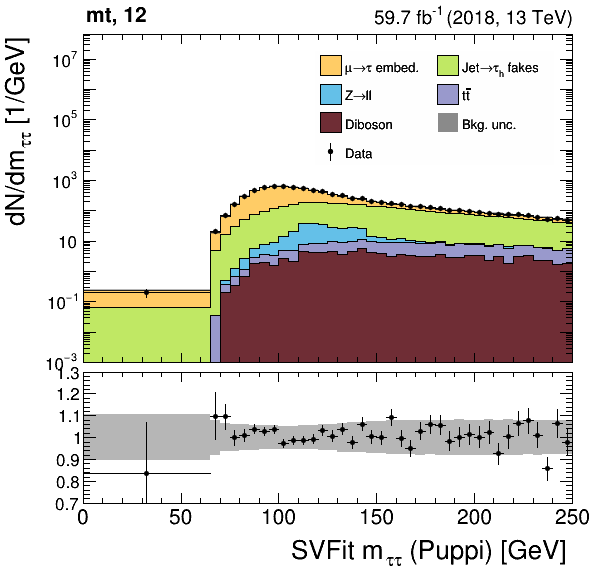 mt, 12
59.7 fb⁻¹ (2018, 13 TeV)
dN/dm_ττ [1/GeV]
10⁷
10⁵
10³
10
10⁻¹
10⁻³
μ→τ embed.
Jet→τ_h fakes
Z→ll
tt̄
Diboson
Bkg. unc.
Data
1.3
1.2
1.1
1
0.9
0.8
0.7
0 50 100 150 200 250
SVFit m_ττ (Puppi) [GeV]